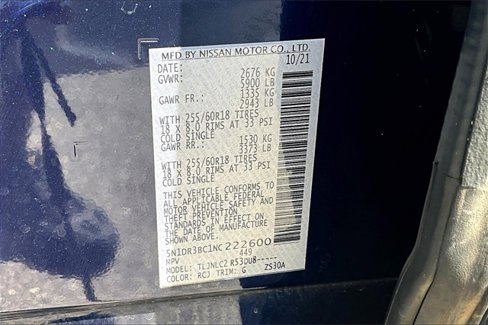 MFD BY NISSAN MOTOR CO., LTD.
DATE: 10/21
GVWR: 2676 KG
5900 LB
GAWR FR: 1335 KG
2943 LB
WITH 255/60R18 TIRES
18 X 8.0 RIMS AT 33 PSI
COLD SINGLE
GAWR RR: 1530 KG
3373 LB
WITH 255/60R18 TIRES
18 X 8.0 RIMS AT 33 PSI
COLD SINGLE
THIS VEHICLE CONFORMS TO
ALL APPLICABLE FEDERAL
MOTOR VEHICLE SAFETY AND
THEFT PREVENTION
STANDARDS IN EFFECT ON
THE DATE OF MANUFACTURE
SHOWN ABOVE.
5N1DR3BC1NC222600
MPV 449
MODEL: TLJNLC2 R53DU8-----
COLOR: RCJ TRIM: G ZS30A